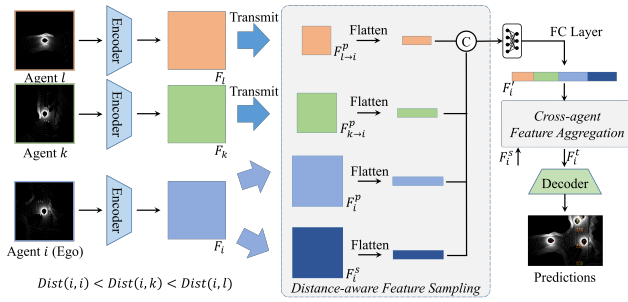 Encoder
Agent l
F_l
Transmit
Encoder
Agent k
F_k
Transmit
Encoder
Agent i (Ego)
F_i
Dist(i, i) < Dist(i, k) < Dist(i, l)
F^p_{l→i}
Flatten
F^p_{k→i}
Flatten
F^p_i
Flatten
F^s_i
Flatten
Distance-aware Feature Sampling
C
FC Layer
F_i'
Cross-agent
Feature Aggregation
F^s_i
F^t_i
Decoder
Predictions